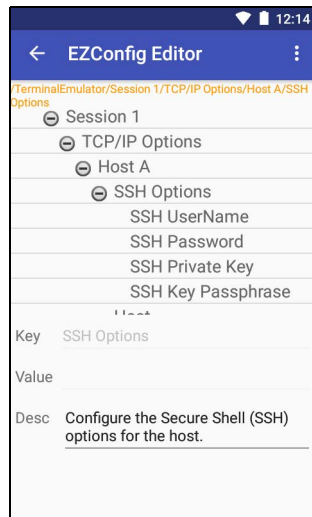 12:14
EZConfig Editor
/TerminalEmulator/Session 1/TCP/IP Options/Host A/SSH
Options
Session 1
TCP/IP Options
Host A
SSH Options
SSH UserName
SSH Password
SSH Private Key
SSH Key Passphrase
Key SSH Options
Value
Desc Configure the Secure Shell (SSH)
options for the host.